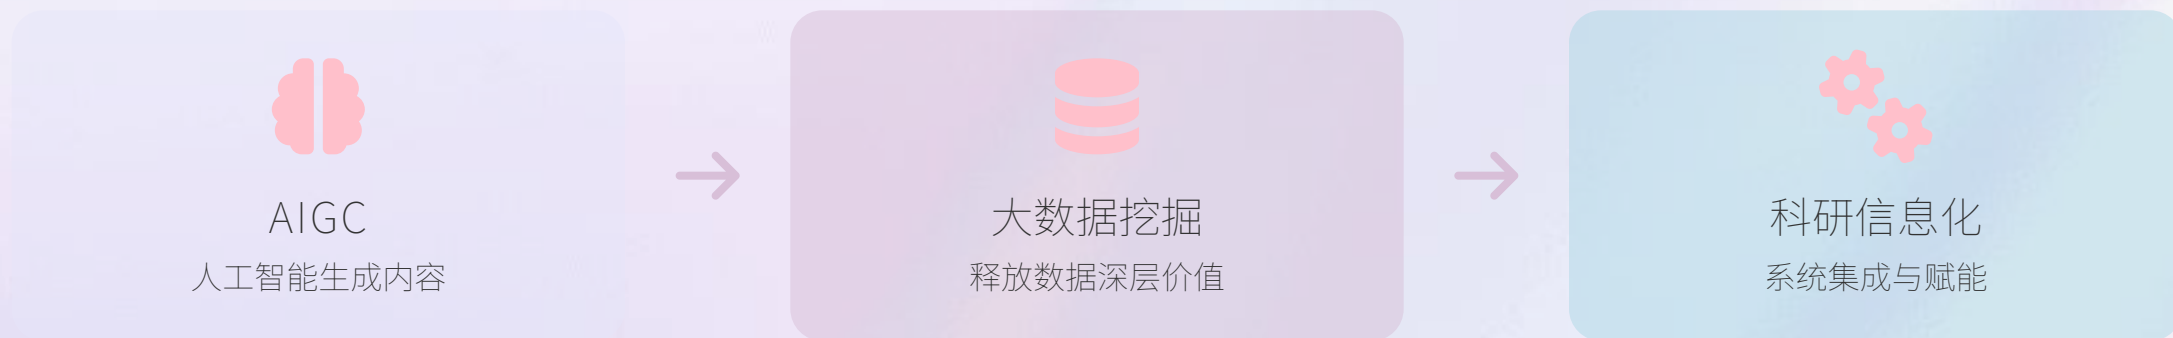 AIGC
人工智能生成内容
大数据挖掘
释放数据深层价值
科研信息化
系统集成与赋能